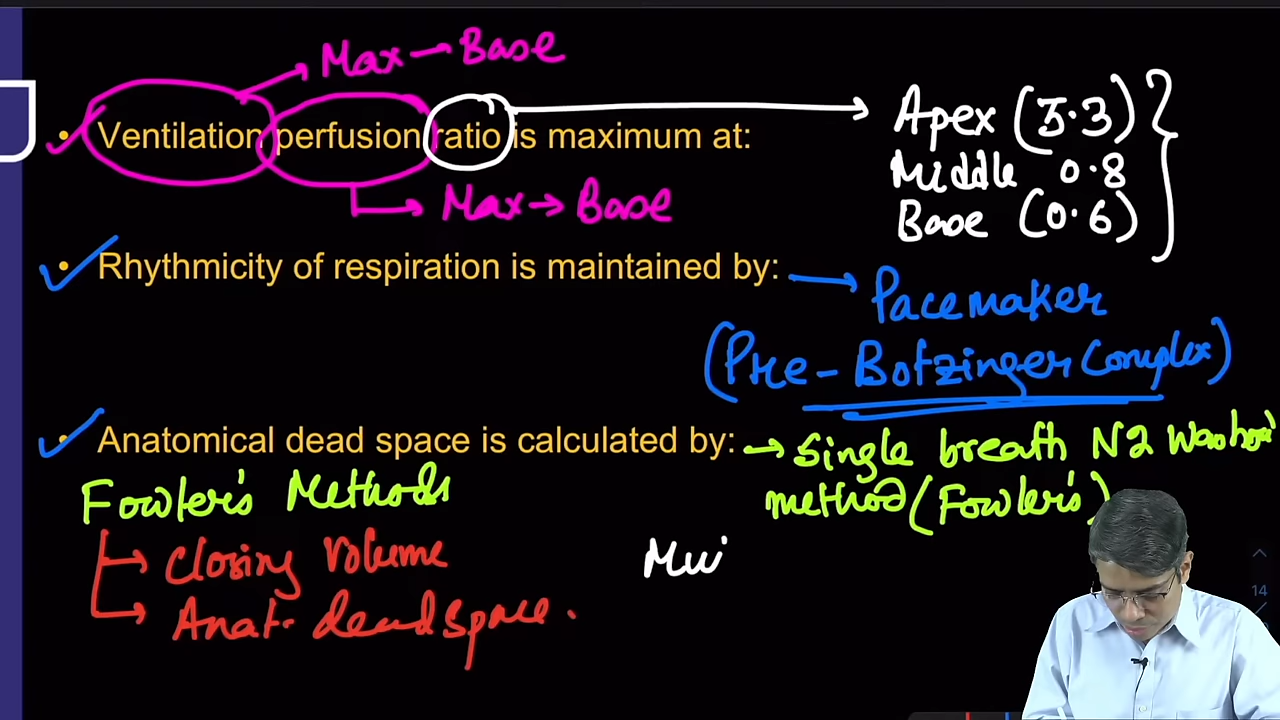 Max → Base
• Ventilation perfusion ratio is maximum at:
Apex (3.3)
Middle 0.8
Base (0.6)
Max → Base
• Rhythmicity of respiration is maintained by: → Pacemaker
(Pre-Botzinger Complex)
• Anatomical dead space is calculated by: → Single breath N2
method (Fowler's)
Fowler's Methods
Closing Volume
Anat. dead space.
14